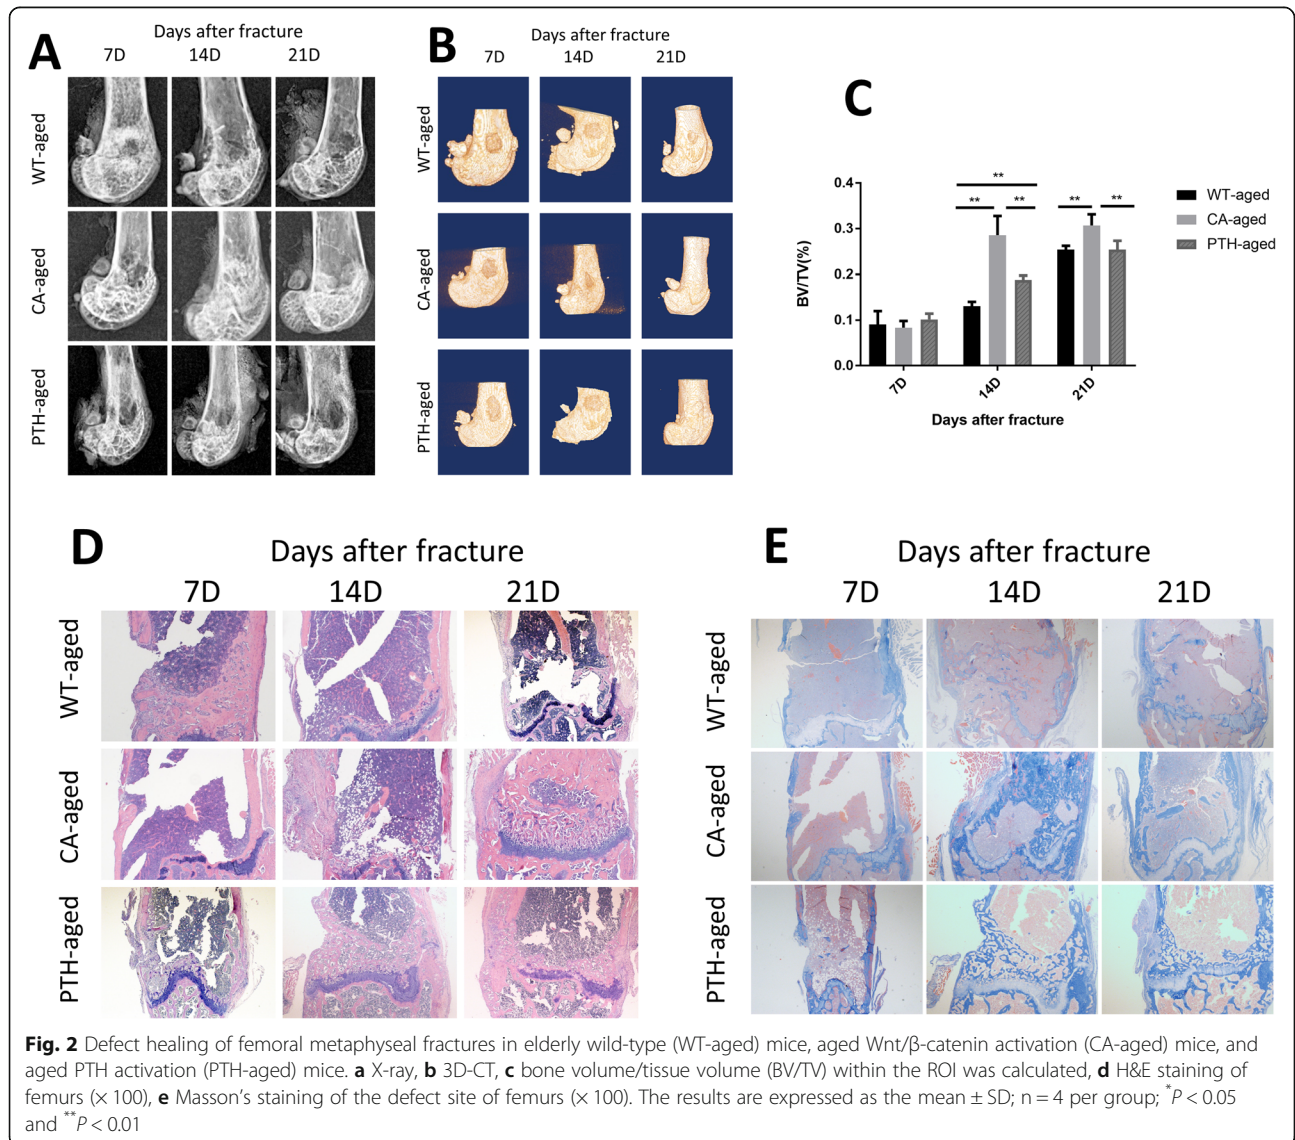 A
Days after fracture
7D 14D 21D
WT-aged
CA-aged
PTH-aged
B
Days after fracture
7D 14D 21D
WT-aged
CA-aged
PTH-aged
C
BV/TV(%)
0.4
0.3
0.2
0.1
0.0
** ** ** ** **
7D 14D 21D
Days after fracture
WT-aged
CA-aged
PTH-aged
D
Days after fracture
7D 14D 21D
WT-aged
CA-aged
PTH-aged
E
Days after fracture
7D 14D 21D
WT-aged
CA-aged
PTH-aged
Fig. 2 Defect healing of femoral metaphyseal fractures in elderly wild-type (WT-aged) mice, aged Wnt/β-catenin activation (CA-aged) mice, and
aged PTH activation (PTH-aged) mice. a X-ray, b 3D-CT, c bone volume/tissue volume (BV/TV) within the ROI was calculated, d H&E staining of
femurs (× 100), e Masson's staining of the defect site of femurs (× 100). The results are expressed as the mean ± SD; n = 4 per group; *P < 0.05
and **P < 0.01